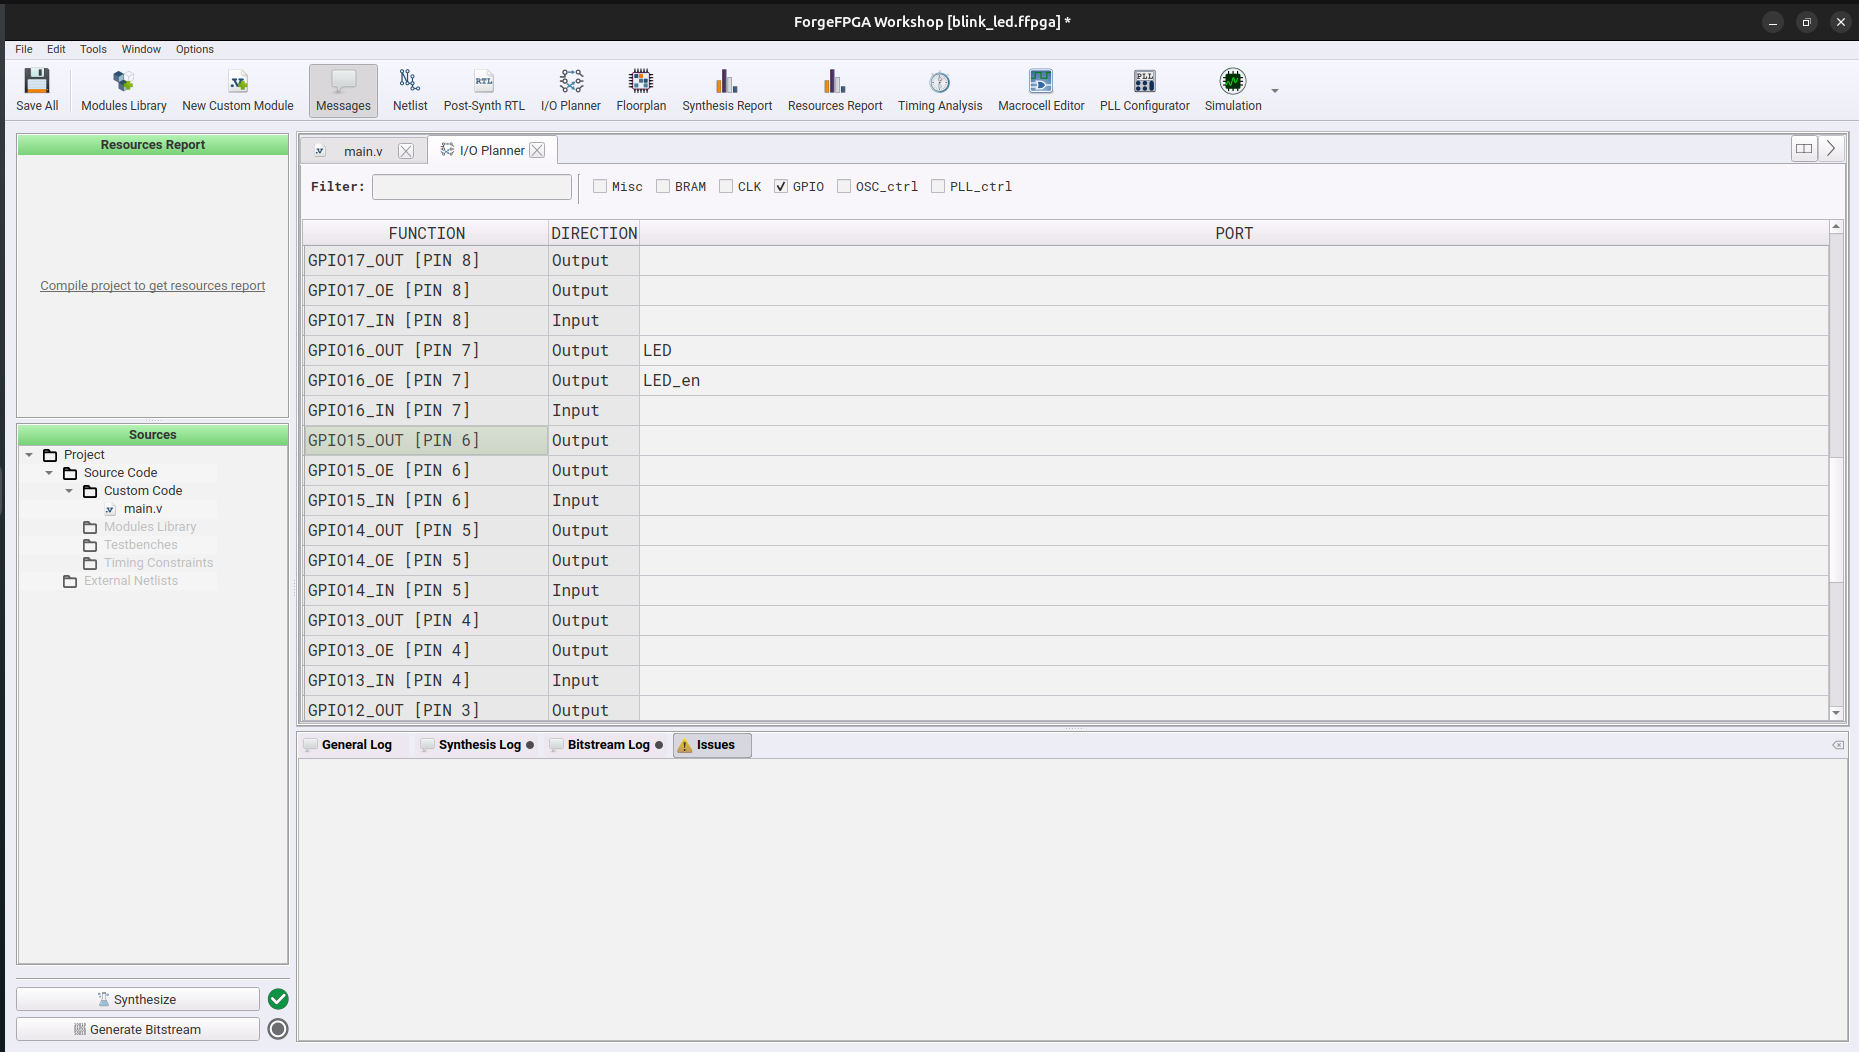 ForgeFPGA Workshop [blink_led.ffpga] *
File Edit Tools Window Options
Save All Modules Library New Custom Module Messages Netlist Post-Synth RTL I/O Planner Floorplan Synthesis Report Resources Report Timing Analysis Macrocell Editor PLL Configurator Simulation
Resources Report
Compile project to get resources report
Sources
Project
Source Code
Custom Code
main.v
Modules Library
Testbenches
Timing Constraints
External Netlists
Synthesize
Generate Bitstream
main.v I/O Planner
Filter: Misc BRAM CLK GPIO OSC_ctrl PLL_ctrl
FUNCTION DIRECTION PORT
GPIO17_OUT [PIN 8] Output
GPIO17_OE [PIN 8] Output
GPIO17_IN [PIN 8] Input
GPIO16_OUT [PIN 7] Output LED
GPIO16_OE [PIN 7] Output LED_en
GPIO16_IN [PIN 7] Input
GPIO15_OUT [PIN 6] Output
GPIO15_OE [PIN 6] Output
GPIO15_IN [PIN 6] Input
GPIO14_OUT [PIN 5] Output
GPIO14_OE [PIN 5] Output
GPIO14_IN [PIN 5] Input
GPIO13_OUT [PIN 4] Output
GPIO13_OE [PIN 4] Output
GPIO13_IN [PIN 4] Input
GPIO12_OUT [PIN 3] Output
General Log Synthesis Log Bitstream Log Issues